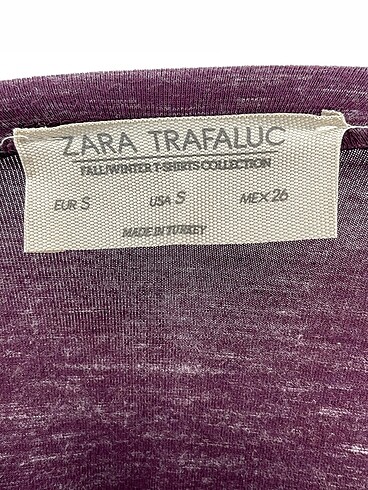 ZARA TRAFALUC
FALL/WINTER T-SHIRTS COLLECTION
EUR S USA S MEX 26
MADE IN TURKEY